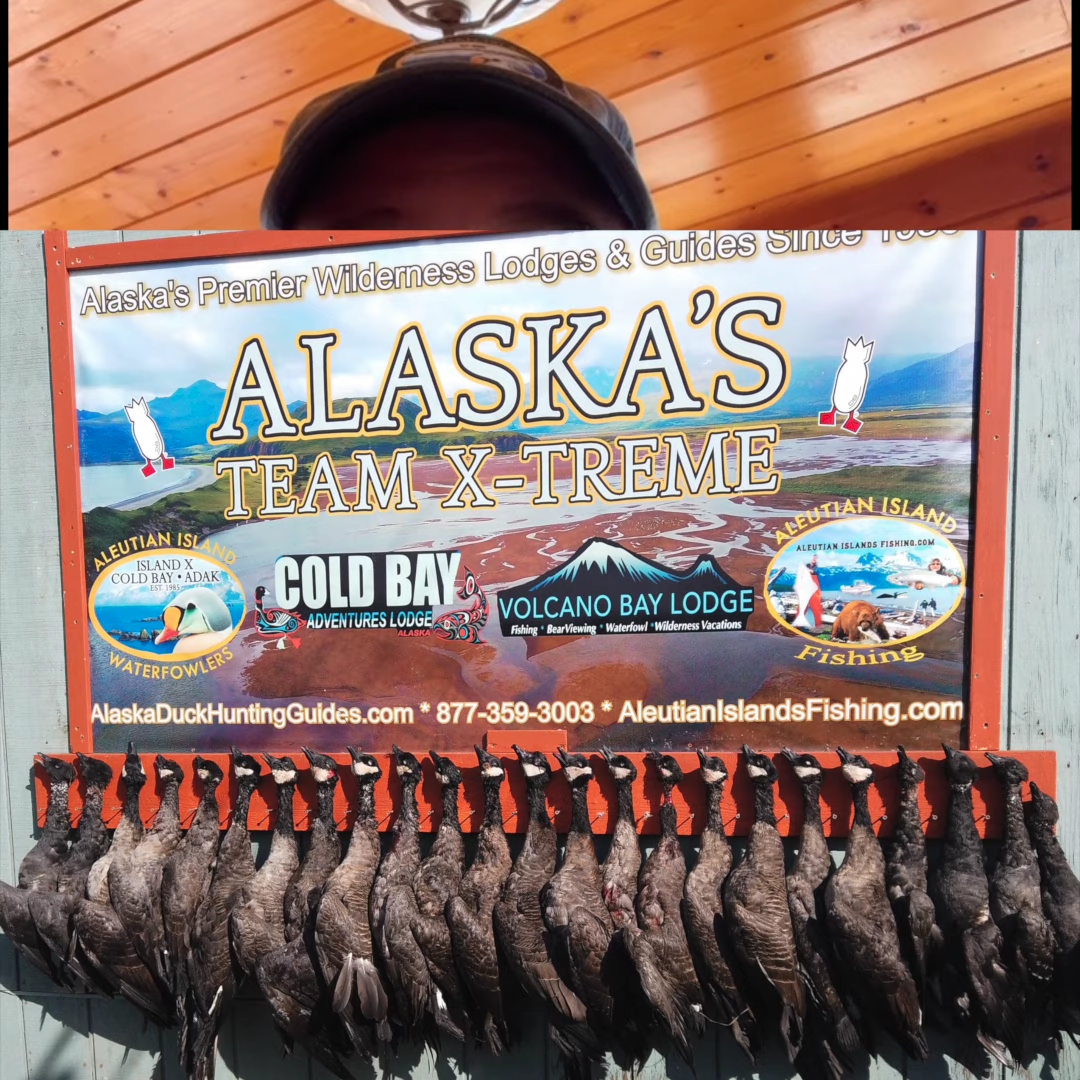 Alaska's Premier Wilderness Lodges & Guides Since
ALASKA'S
TEAM X-TREME
ALEUTIAN ISLAND
ISLAND X
COLD BAY • ADAK
EST. 1981
WATERFOWLERS
COLD BAY
ADVENTURES LODGE
ALASKA
VOLCANO BAY LODGE
Fishing * BearViewing * Waterfowl * Wilderness Vacations
ALEUTIAN ISLAND
ALEUTIAN ISLANDS FISHING.COM
Fishing
AlaskaDuckHuntingGuides.com * 877-359-3003 * AleutianIslandsFishing.com